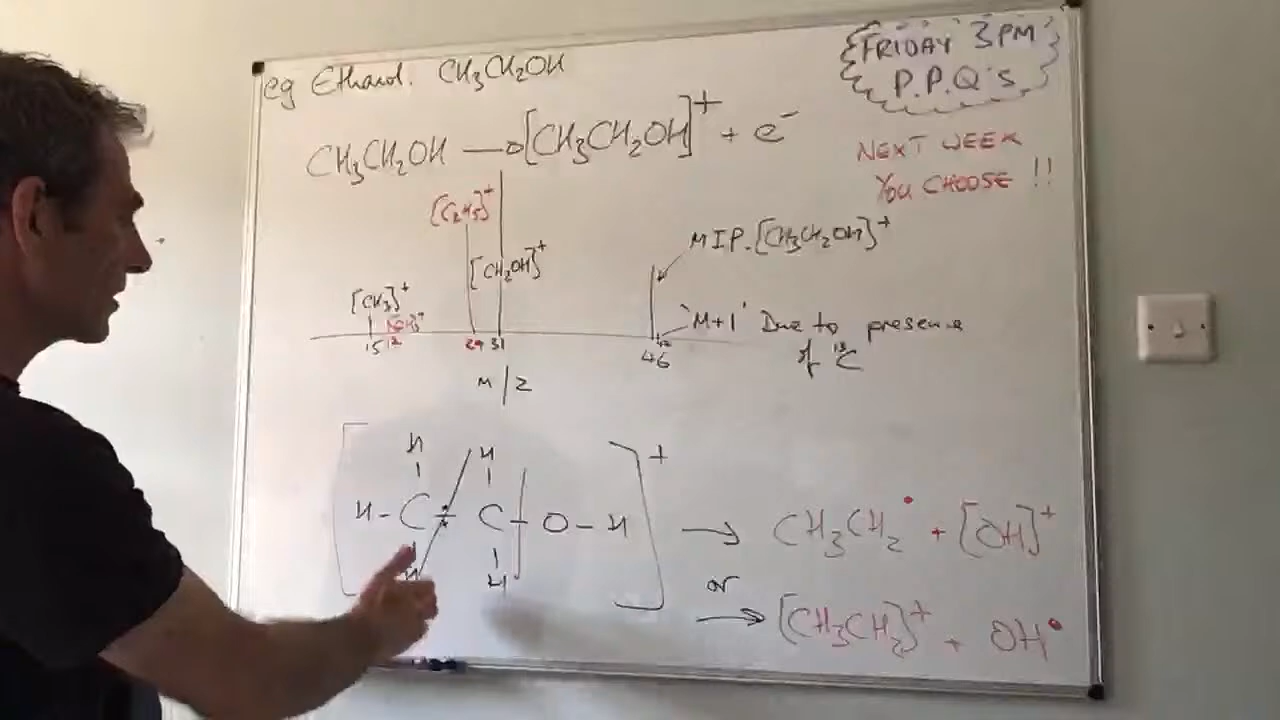 eg Ethanol. CH₃CH₂OH
FRIDAY 3PM
P.P.Q'S
CH₃CH₂OH → [CH₃CH₂OH]⁺ + e⁻
NEXT WEEK
YOU CHOOSE !!
[C₂H₅]⁺
MIP. [CH₃CH₂OH]⁺
[CH₂OH]⁺
[CH₃]⁺
'M+1' Due to presence
of ¹³C
15 29 31 46
M/Z
H H +
H - C - C - O - H → CH₃CH₂• + [OH]⁺
H H or
→ [CH₃CH₂]⁺ + OH•